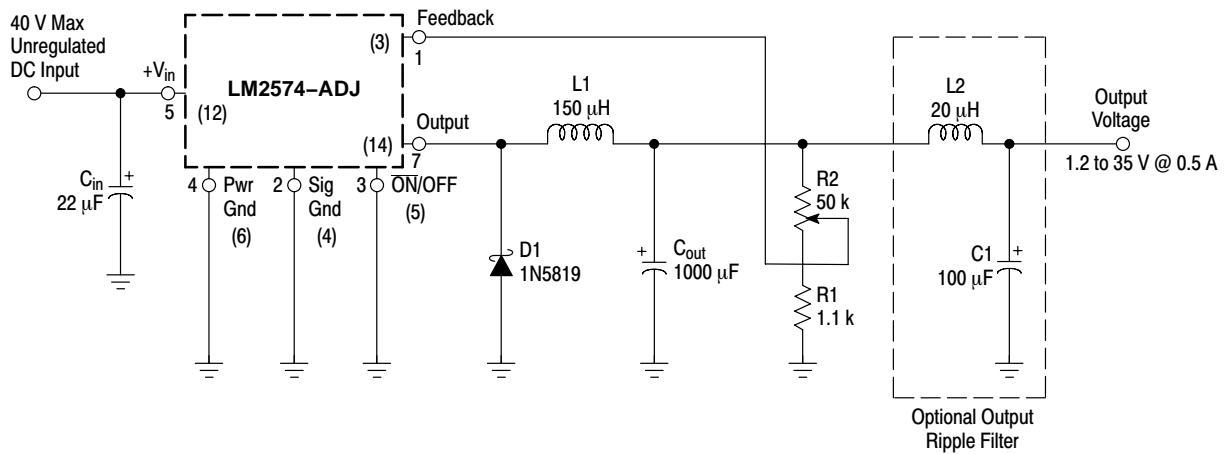 40 V Max
Unregulated
DC Input
+Vin
5
(12)
LM2574–ADJ
(3)
Feedback
1
(14)
Output
7
Cin
22 μF
+
4
Pwr
Gnd
(6)
2
Sig
Gnd
(4)
3
ON/OFF
(5)
D1
1N5819
L1
150 μH
+
Cout
1000 μF
R2
50 k
R1
1.1 k
L2
20 μH
C1
100 μF
+
Output
Voltage
1.2 to 35 V @ 0.5 A
Optional Output
Ripple Filter